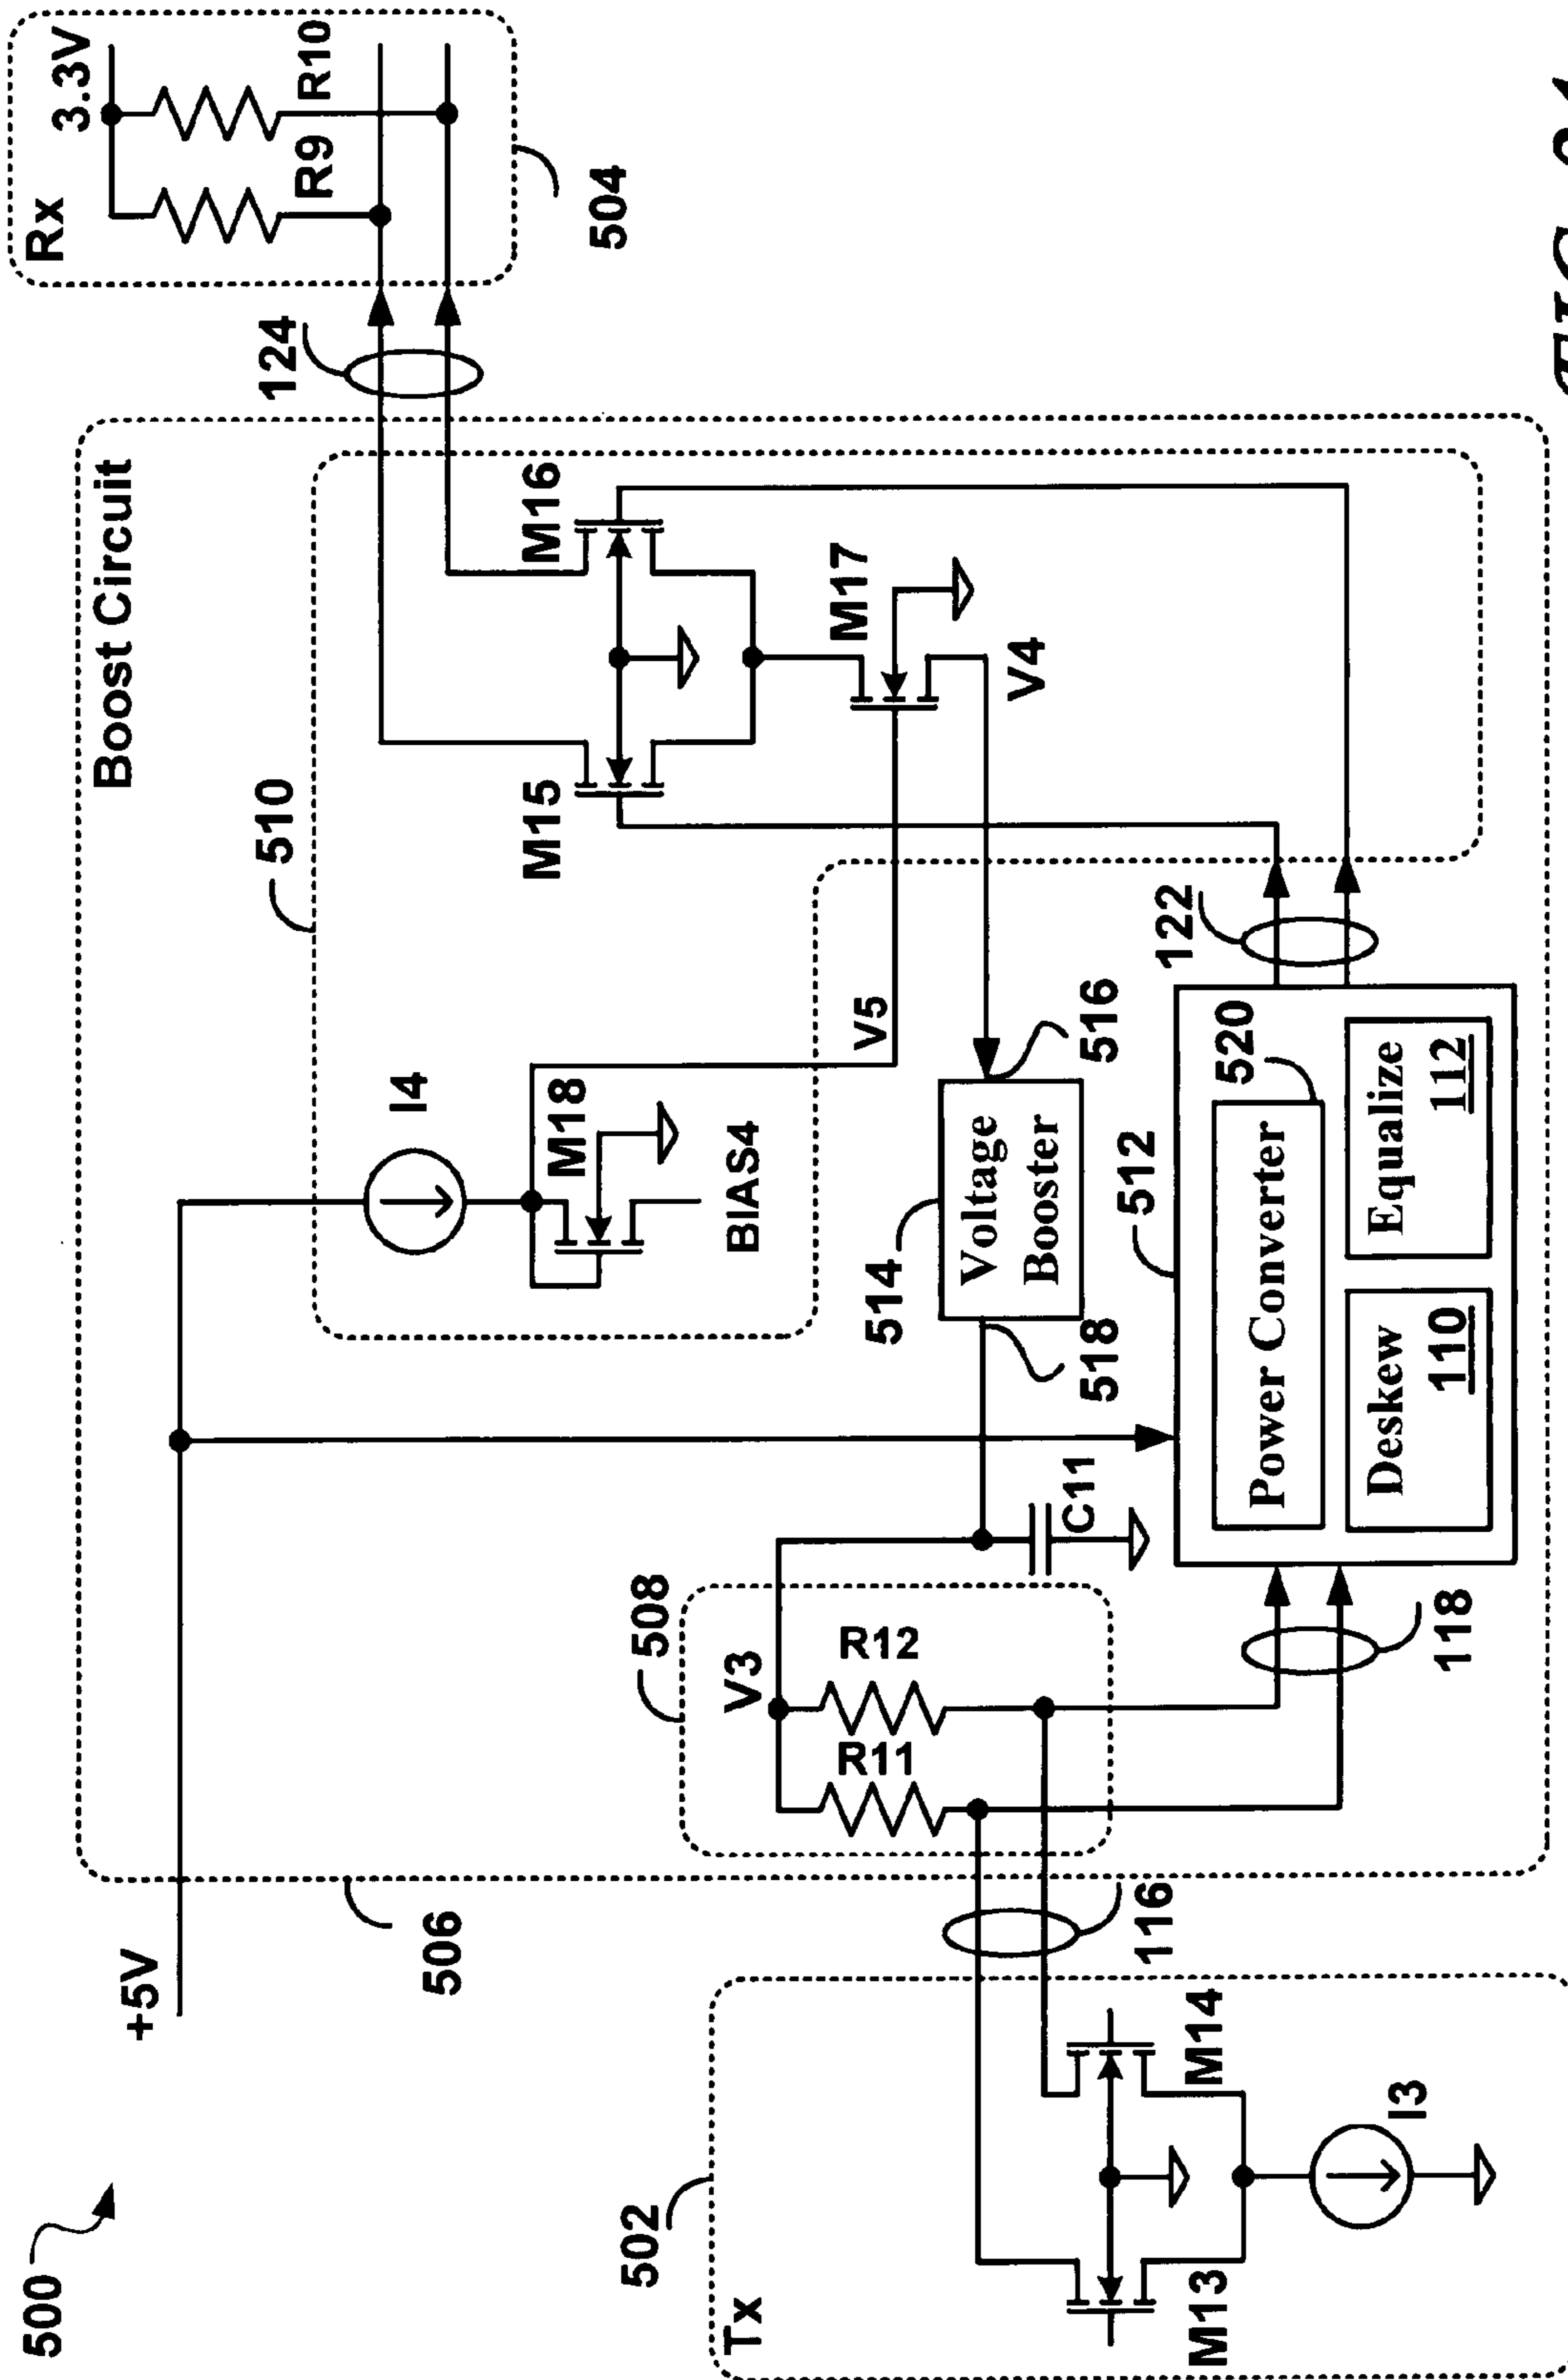 500
+5V
506
Boost Circuit
510
I4
M18
BIAS4
V5
M15
M16
M17
V4
124
Rx
3.3V
R9
R10
504
502
Tx
M13
M14
I3
116
508
V3
R11
R12
C11
518
514
Voltage
Booster
516
118
512
Power Converter
520
Deskew
110
Equalize
112
122